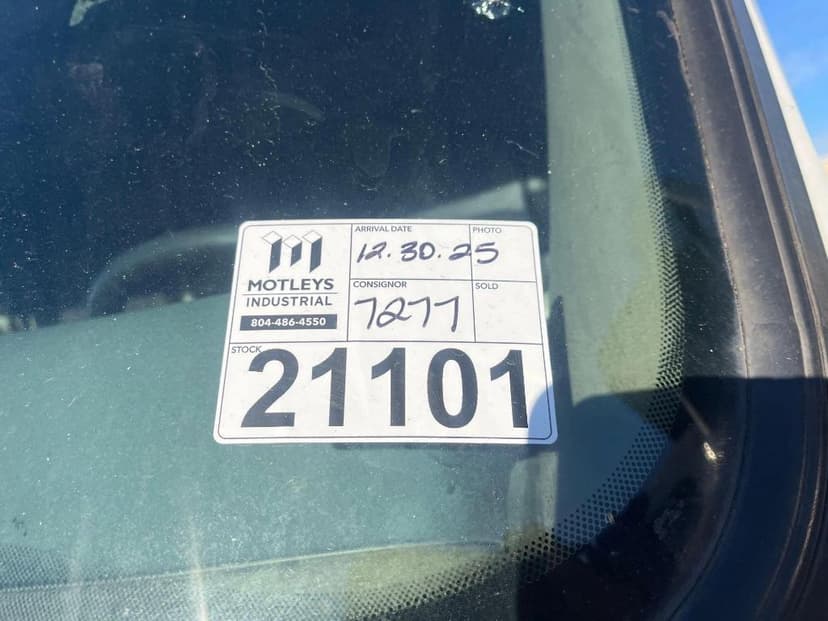 MOTLEYS
INDUSTRIAL
804-486-4550
ARRIVAL DATE
12.30.25
PHOTO
CONSIGNOR
7277
SOLD
STOCK
21101